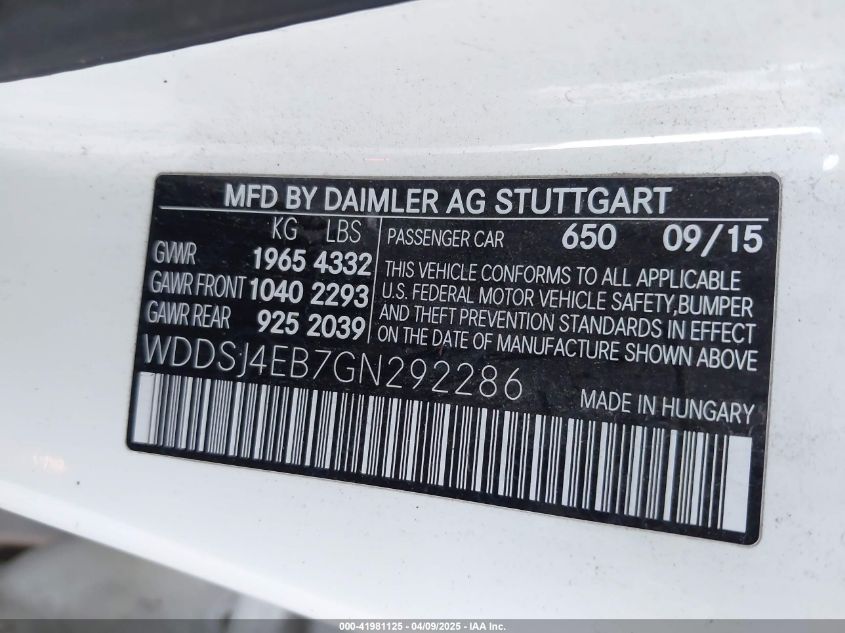 MFD BY DAIMLER AG STUTTGART
KG LBS
GVWR 1965 4332
GAWR FRONT 1040 2293
GAWR REAR 925 2039
PASSENGER CAR 650 09/15
THIS VEHICLE CONFORMS TO ALL APPLICABLE
U.S. FEDERAL MOTOR VEHICLE SAFETY,BUMPER
AND THEFT PREVENTION STANDARDS IN EFFECT
ON THE DATE OF MANUFACTURE SHOWN ABOVE
WDDSJ4EB7GN292286
MADE IN HUNGARY
000-41981125 - 04/09/2025 - IAA Inc.